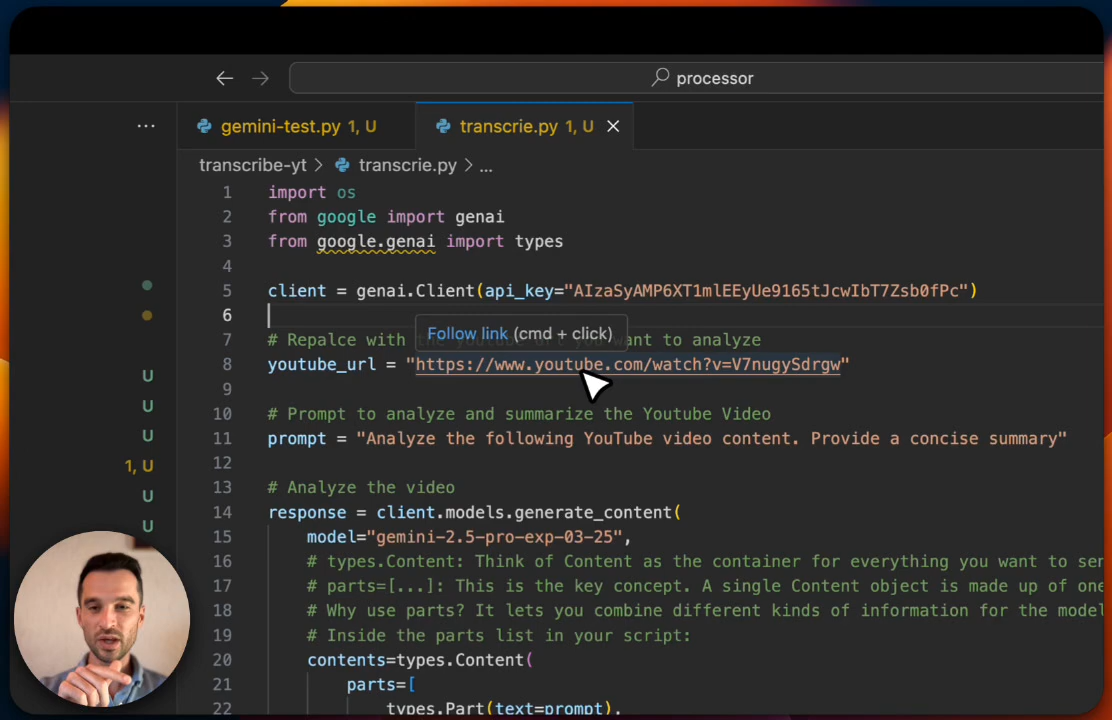 processor
gemini-test.py 1, U
transcrie.py 1, U
transcribe-yt > transcrie.py > ...
1 import os
2 from google import genai
3 from google.genai import types
4
5 client = genai.Client(api_key="AIzaSyAMP6XT1mlEEyUe9165tJcwIbT7Zsb0fPc")
6
Follow link (cmd + click)
7 # Repalce with want to analyze
8 youtube_url = "https://www.youtube.com/watch?v=V7nugySdrgw"
9
10 # Prompt to analyze and summarize the Youtube Video
11 prompt = "Analyze the following YouTube video content. Provide a concise summary"
12
13 # Analyze the video
14 response = client.models.generate_content(
15 model="gemini-2.5-pro-exp-03-25",
16 # types.Content: Think of Content as the container for everything you want to sen
17 # parts=[...]: This is the key concept. A single Content object is made up of one
18 # Why use parts? It lets you combine different kinds of information for the model
19 # Inside the parts list in your script:
20 contents=types.Content(
21 parts=[
22 types.Part(text=prompt),
U
U
U
1, U
U
U